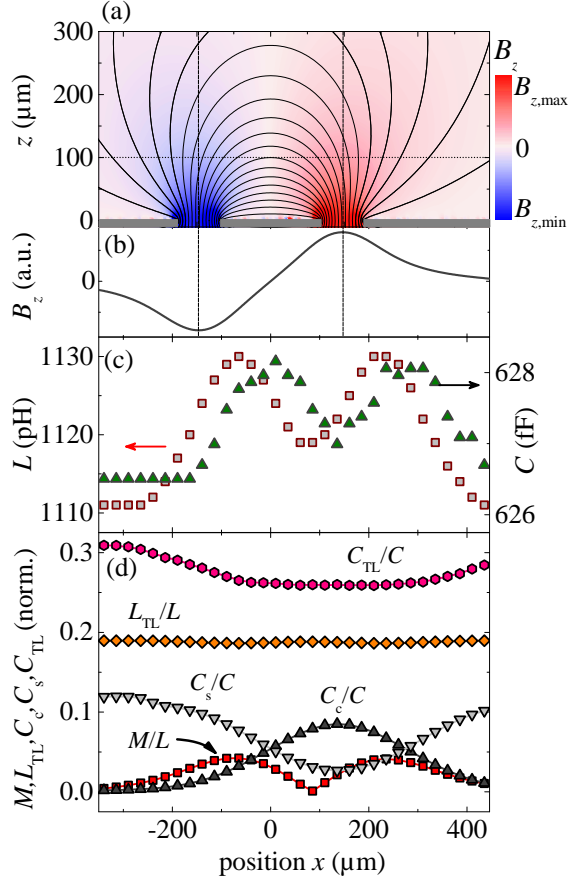 (a)
300
200
100
0
z (µm)
B_z
B_z,max
0
B_z,min
(b)
0
B_z (a.u.)
(c)
1130
1120
1110
L (pH)
628
626
C (fF)
(d)
0.3
0.2
0.1
0.0
M,L_TL,C_c,C_s,C_TL (norm.)
C_TL/C
L_TL/L
C_s/C
C_c/C
M/L
-200
0
200
400
position x (µm)